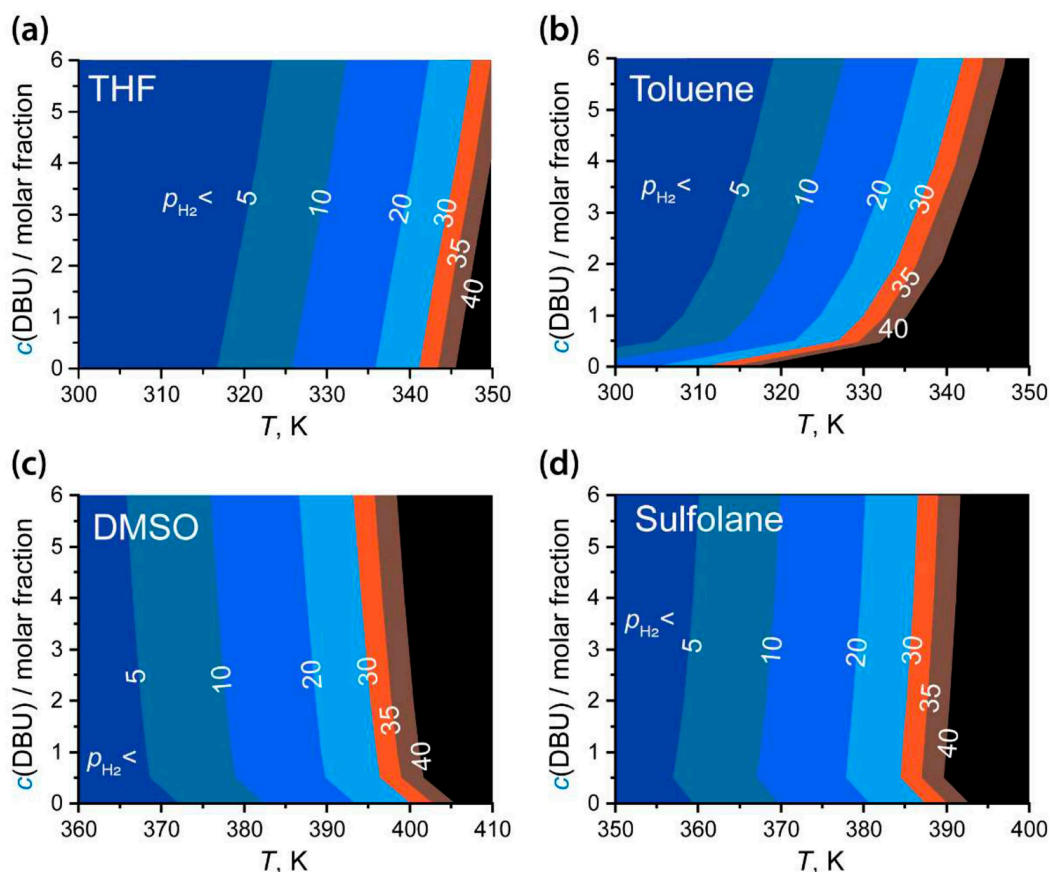 (a)
THF
c(DBU) / molar fraction
6
5
4
3
2
1
0
pH2 <
5
10
20
30
35
40
300 310 320 330 340 350
T, K
(b)
Toluene
c(DBU) / molar fraction
6
5
4
3
2
1
0
pH2 <
5
10
20
30
35
40
300 310 320 330 340 350
T, K
(c)
DMSO
c(DBU) / molar fraction
6
5
4
3
2
1
0
5
10
20
30
35
40
pH2 <
360 370 380 390 400 410
T, K
(d)
Sulfolane
c(DBU) / molar fraction
6
5
4
3
2
1
0
pH2 <
5
10
20
30
35
40
350 360 370 380 390 400
T, K